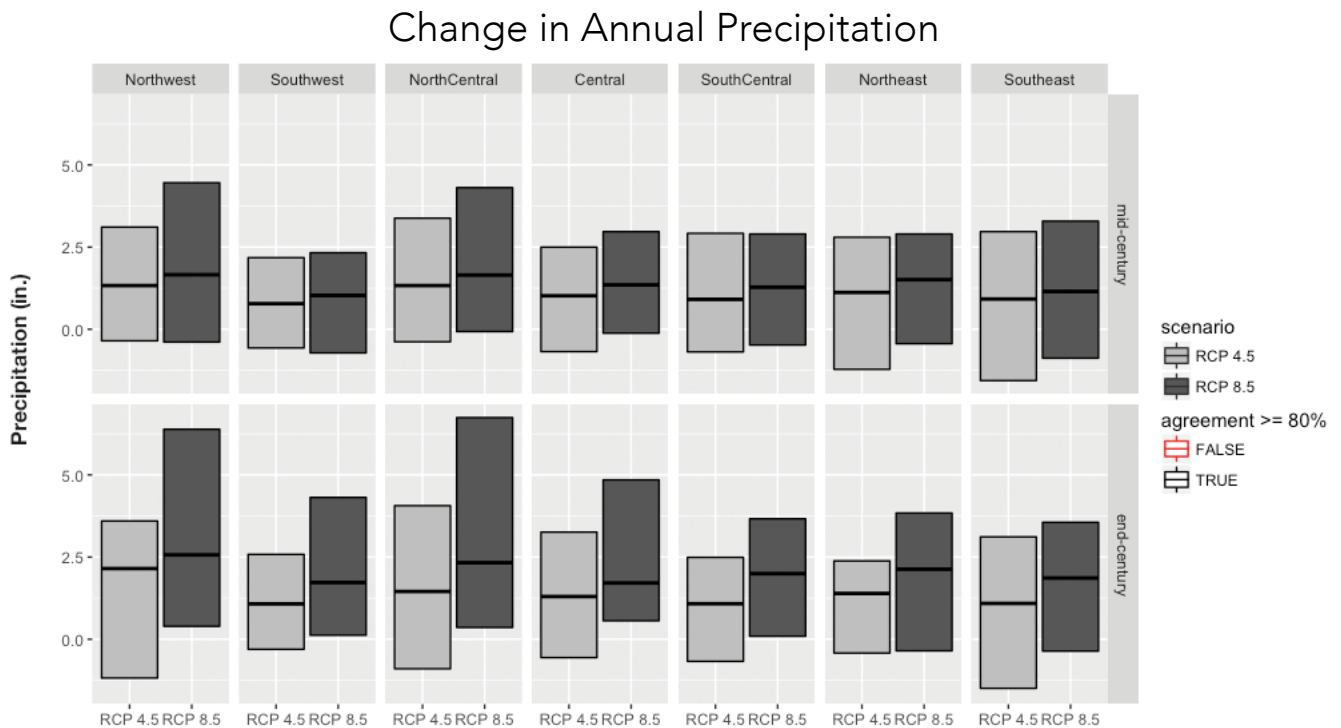 Change in Annual Precipitation
Northwest Southwest NorthCentral Central SouthCentral Northeast Southeast
5.0
2.5
0.0
mid-century
Precipitation (in.)
5.0
2.5
0.0
end-century
RCP 4.5 RCP 8.5 RCP 4.5 RCP 8.5 RCP 4.5 RCP 8.5 RCP 4.5 RCP 8.5 RCP 4.5 RCP 8.5 RCP 4.5 RCP 8.5 RCP 4.5 RCP 8.5
scenario
RCP 4.5
RCP 8.5
agreement >= 80%
FALSE
TRUE